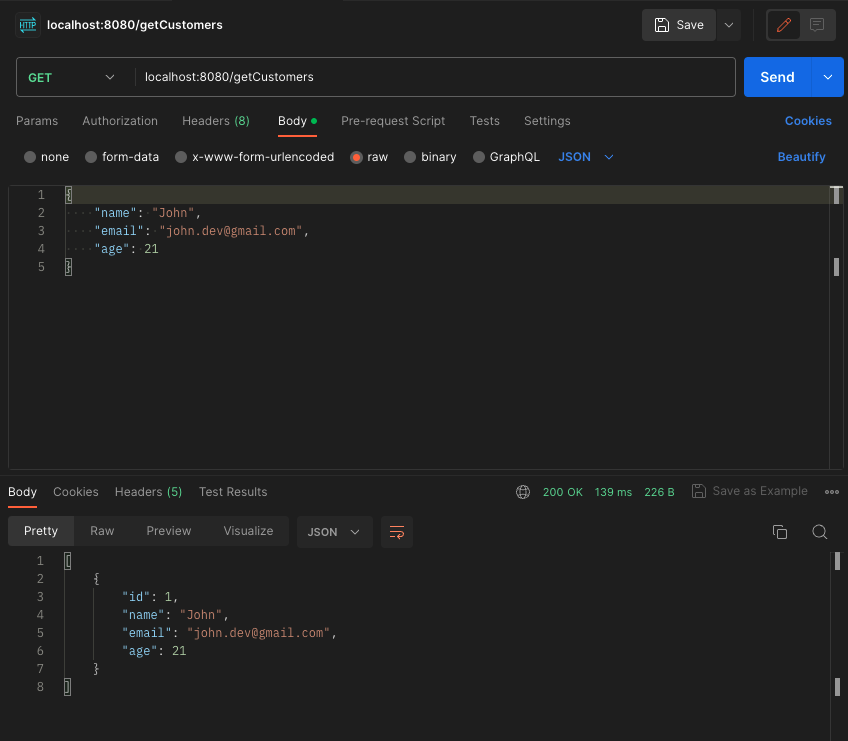 HTTP localhost:8080/getCustomers Save
GET localhost:8080/getCustomers Send
Params Authorization Headers (8) Body Pre-request Script Tests Settings Cookies
none form-data x-www-form-urlencoded raw binary GraphQL JSON Beautify
1 {
2 ····"name":·"John",
3 ····"email":·"john.dev@gmail.com",
4 ····"age":·21
5 }
Body Cookies Headers (5) Test Results 200 OK 139 ms 226 B Save as Example
Pretty Raw Preview Visualize JSON
1 [
2 {
3 "id": 1,
4 "name": "John",
5 "email": "john.dev@gmail.com",
6 "age": 21
7 }
8 ]